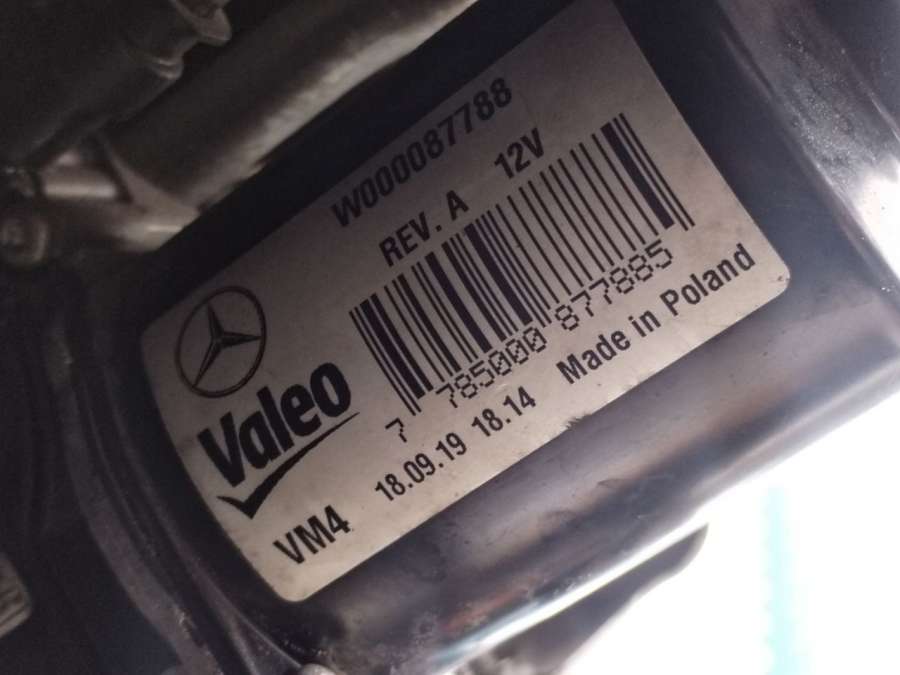 W000087788
REV. A 12V
7 785000 877885
Valeo
18.09.19 18.14 Made in Poland
VM4